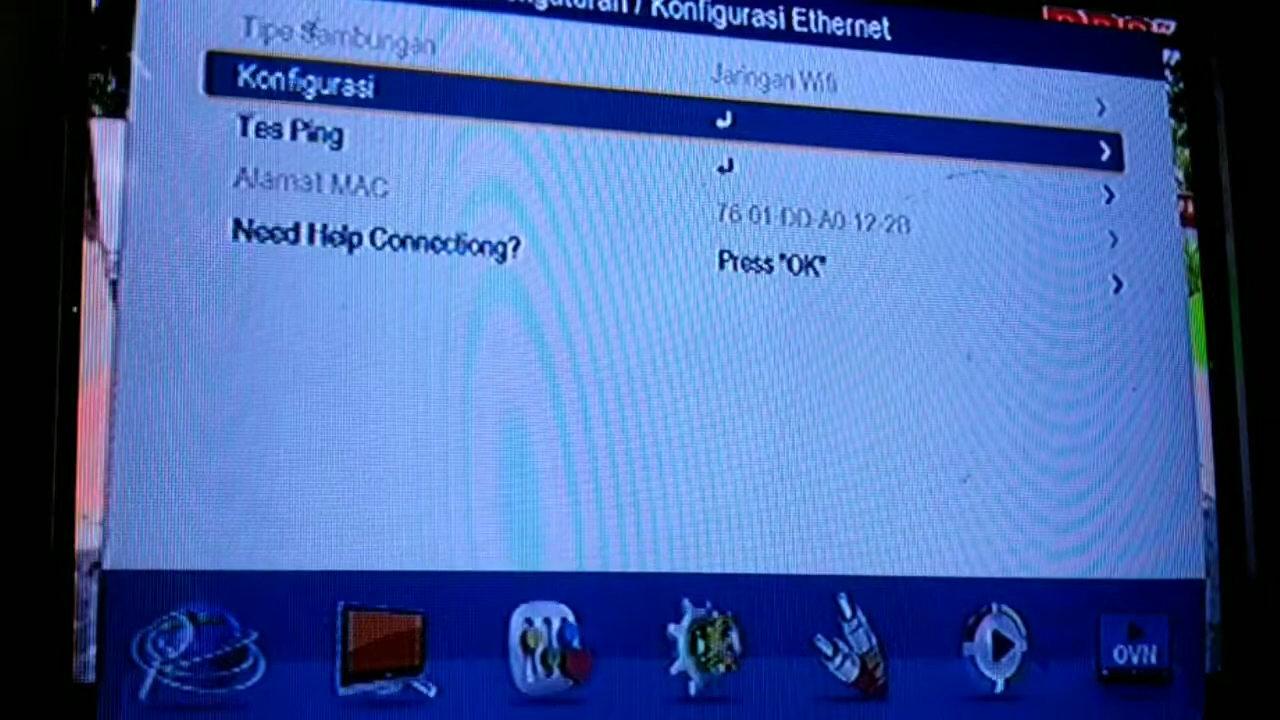 / Konfigurasi Ethernet
Tipe Sambungan Jaringan Wifi
Konfigurasi
Tes Ping
Alamat MAC 76-01-DD-A0-12-2B
Need Help Connectiong? Press "OK"
OVN